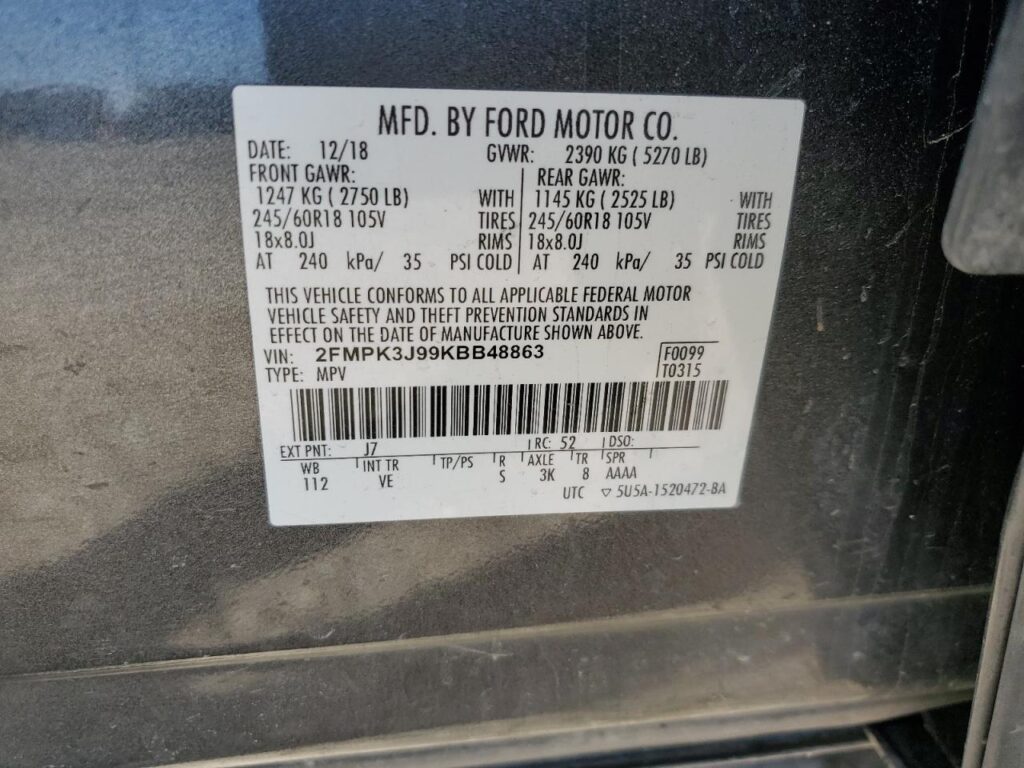 MFD. BY FORD MOTOR CO.
DATE: 12/18 GVWR: 2390 KG ( 5270 LB)
FRONT GAWR: REAR GAWR:
1247 KG ( 2750 LB) WITH 1145 KG ( 2525 LB) WITH
245/60R18 105V TIRES 245/60R18 105V TIRES
18x8.0J RIMS 18x8.0J RIMS
AT 240 kPa/ 35 PSI COLD AT 240 kPa/ 35 PSI COLD
THIS VEHICLE CONFORMS TO ALL APPLICABLE FEDERAL MOTOR
VEHICLE SAFETY AND THEFT PREVENTION STANDARDS IN
EFFECT ON THE DATE OF MANUFACTURE SHOWN ABOVE.
VIN: 2FMPK3J99KBB48863 F0099
TYPE: MPV T0315
EXT PNT: J7 RC: 52 DSO:
WB INT TR TP/PS R AXLE TR SPR
112 VE S 3K 8 AAAA
UTC ▽ 5U5A-1520472-BA